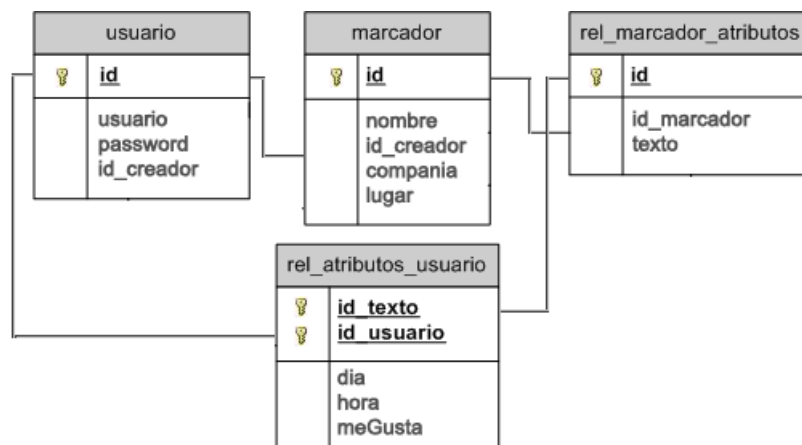 usuario
id
usuario
password
id_creador
marcador
id
nombre
id_creador
compania
lugar
rel_marcador_atributos
id
id_marcador
texto
rel_atributos_usuario
id_texto
id_usuario
dia
hora
meGusta